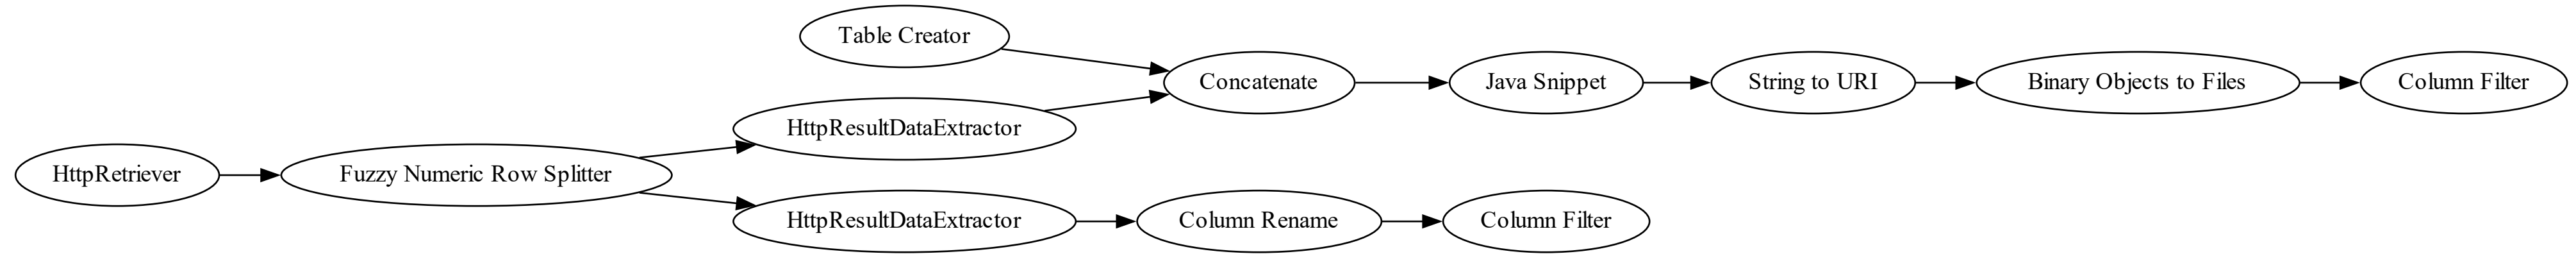 Table Creator
Concatenate
Java Snippet
String to URI
Binary Objects to Files
Column Filter
HttpResultDataExtractor
HttpRetriever
Fuzzy Numeric Row Splitter
HttpResultDataExtractor
Column Rename
Column Filter